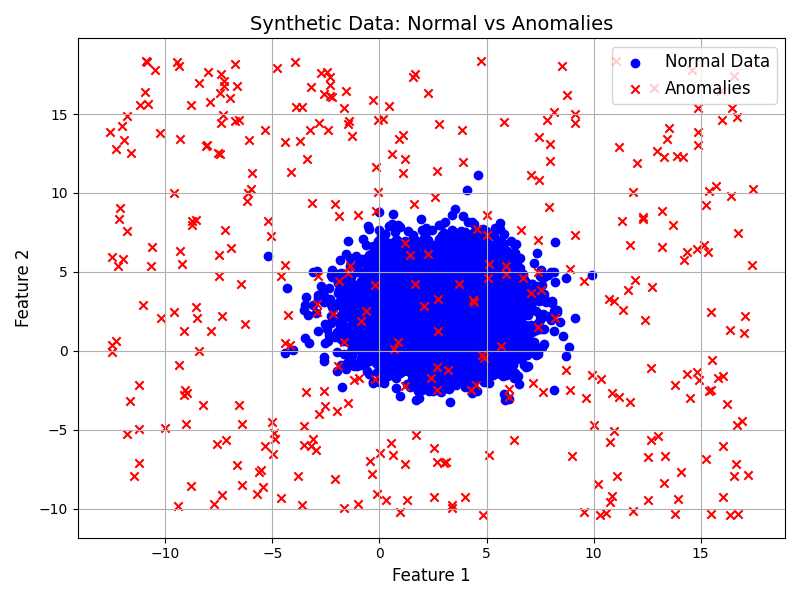 Synthetic Data: Normal vs Anomalies
Normal Data
Anomalies
Feature 2
15
10
5
0
−5
−10
−10
−5
0
5
10
15
Feature 1